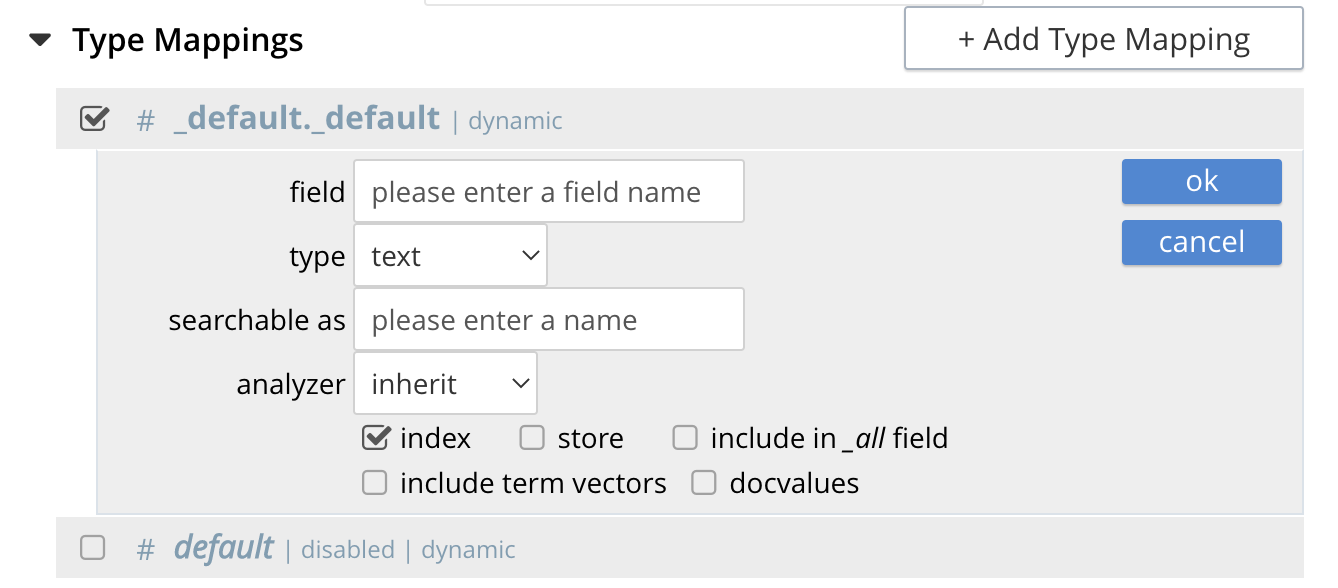 Type Mappings
+ Add Type Mapping
# _default._default | dynamic
field please enter a field name
ok
type text
cancel
searchable as please enter a name
analyzer inherit
index store include in _all field
include term vectors docvalues
# default | disabled | dynamic